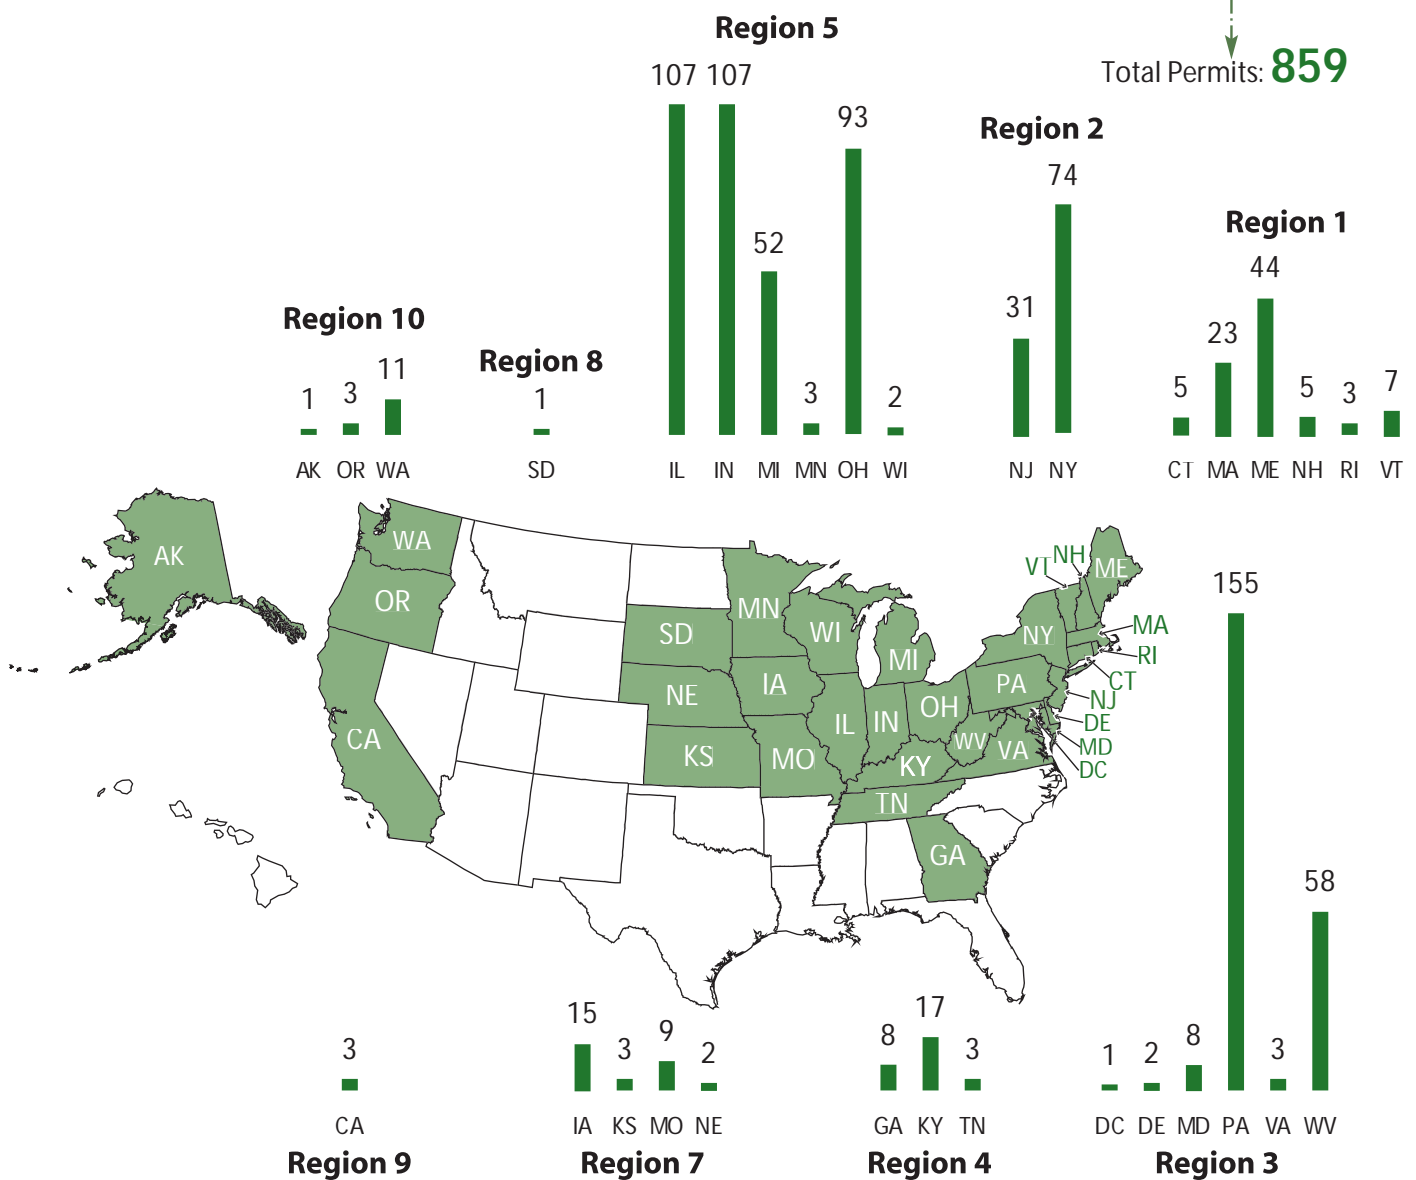 Region 5
Total Permits: 859
107 107
93
Region 2
74
52
Region 1
44
31
Region 10
23
Region 8
11
1 3
1
3
2
5
5 3 7
AK OR WA
SD
IL IN MI MN OH WI
NJ NY
CT MA ME NH RI VT
AK
WA
OR
CA
SD
NE
KS
MN
IA
MO
WI
IL
MI
IN
OH
KY
TN
GA
WV
VA
PA
NY
VT
NH
ME
MA
RI
CT
NJ
DE
MD
DC
155
58
3
15
3
9
2
8
17
3
1
2
8
3
CA
IA KS MO NE
GA KY TN
DC DE MD PA VA WV
Region 9
Region 7
Region 4
Region 3